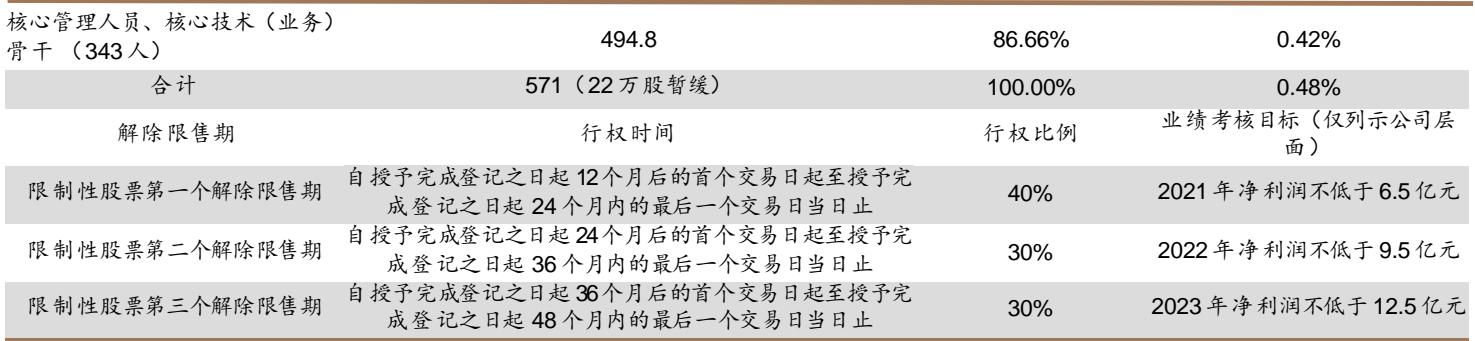 核心管理人员、核心技术（业务）
骨干 （343人）
494.8
86.66%
0.42%
合计
571（22万股暂缓）
100.00%
0.48%
解除限售期
行权时间
行权比例
业绩考核目标（仅列示公司层
面）
限制性股票第一个解除限售期
自授予完成登记之日起12个月后的首个交易日起至授予完
成登记之日起24个月内的最后一个交易日当日止
40%
2021年净利润不低于6.5亿元
限制性股票第二个解除限售期
自授予完成登记之日起24个月后的首个交易日起至授予完
成登记之日起36个月内的最后一个交易日当日止
30%
2022年净利润不低于9.5亿元
限制性股票第三个解除限售期
自授予完成登记之日起36个月后的首个交易日起至授予完
成登记之日起48个月内的最后一个交易日当日止
30%
2023年净利润不低于12.5亿元